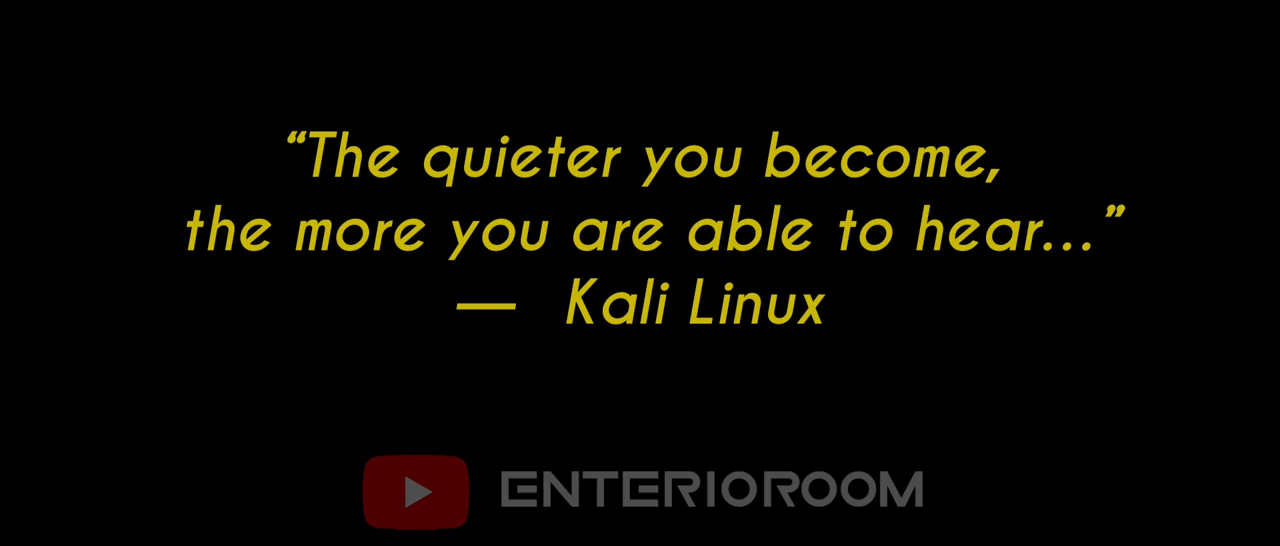 “The quieter you become,
the more you are able to hear...”
— Kali Linux
ENTERIOROOM